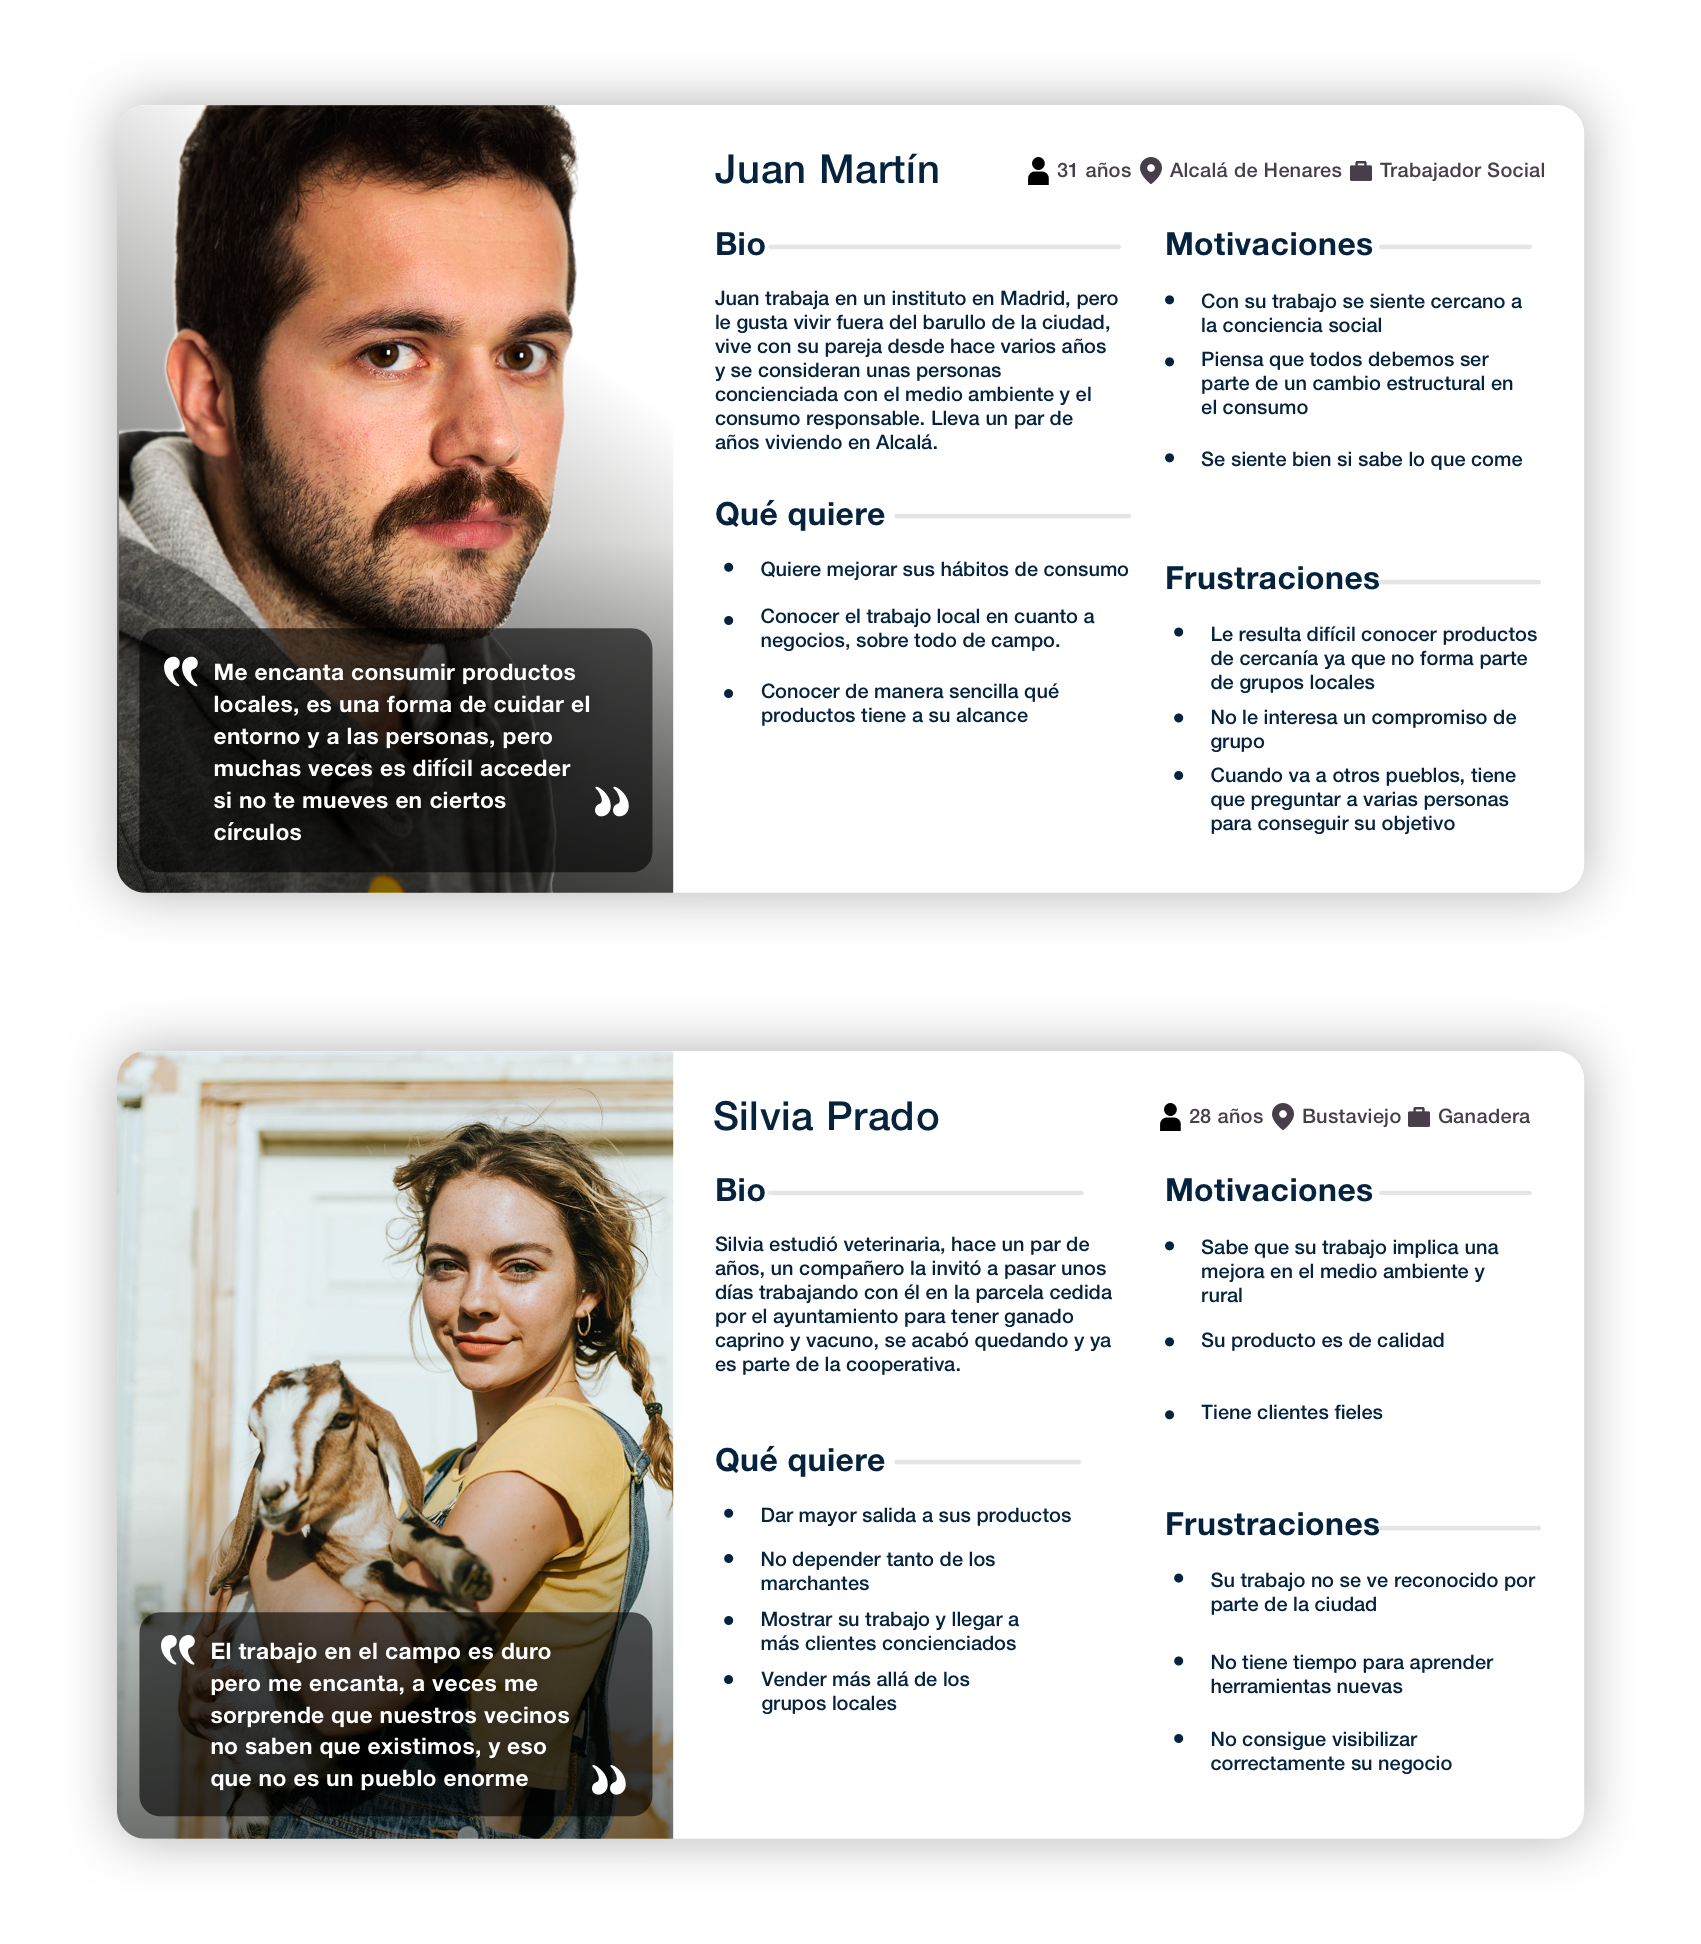 Juan Martín
31 años Alcalá de Henares Trabajador Social
Bio
Juan trabaja en un instituto en Madrid, pero
le gusta vivir fuera del barullo de la ciudad,
vive con su pareja desde hace varios años
y se consideran unas personas
concienciada con el medio ambiente y el
consumo responsable. Lleva un par de
años viviendo en Alcalá.
Qué quiere
Quiere mejorar sus hábitos de consumo
Conocer el trabajo local en cuanto a
negocios, sobre todo de campo.
Conocer de manera sencilla qué
productos tiene a su alcance
Motivaciones
Con su trabajo se siente cercano a
la conciencia social
Piensa que todos debemos ser
parte de un cambio estructural en
el consumo
Se siente bien si sabe lo que come
Frustraciones
Le resulta difícil conocer productos
de cercanía ya que no forma parte
de grupos locales
No le interesa un compromiso de
grupo
Cuando va a otros pueblos, tiene
que preguntar a varias personas
para conseguir su objetivo
“Me encanta consumir productos
locales, es una forma de cuidar el
entorno y a las personas, pero
muchas veces es difícil acceder
si no te mueves en ciertos
círculos”
Silvia Prado
28 años Bustaviejo Ganadera
Bio
Silvia estudió veterinaria, hace un par de
años, un compañero la invitó a pasar unos
días trabajando con él en la parcela cedida
por el ayuntamiento para tener ganado
caprino y vacuno, se acabó quedando y ya
es parte de la cooperativa.
Qué quiere
Dar mayor salida a sus productos
No depender tanto de los
marchantes
Mostrar su trabajo y llegar a
más clientes concienciados
Vender más allá de los
grupos locales
Motivaciones
Sabe que su trabajo implica una
mejora en el medio ambiente y
rural
Su producto es de calidad
Tiene clientes fieles
Frustraciones
Su trabajo no se ve reconocido por
parte de la ciudad
No tiene tiempo para aprender
herramientas nuevas
No consigue visibilizar
correctamente su negocio
“El trabajo en el campo es duro
pero me encanta, a veces me
sorprende que nuestros vecinos
no saben que existimos, y eso
que no es un pueblo enorme”